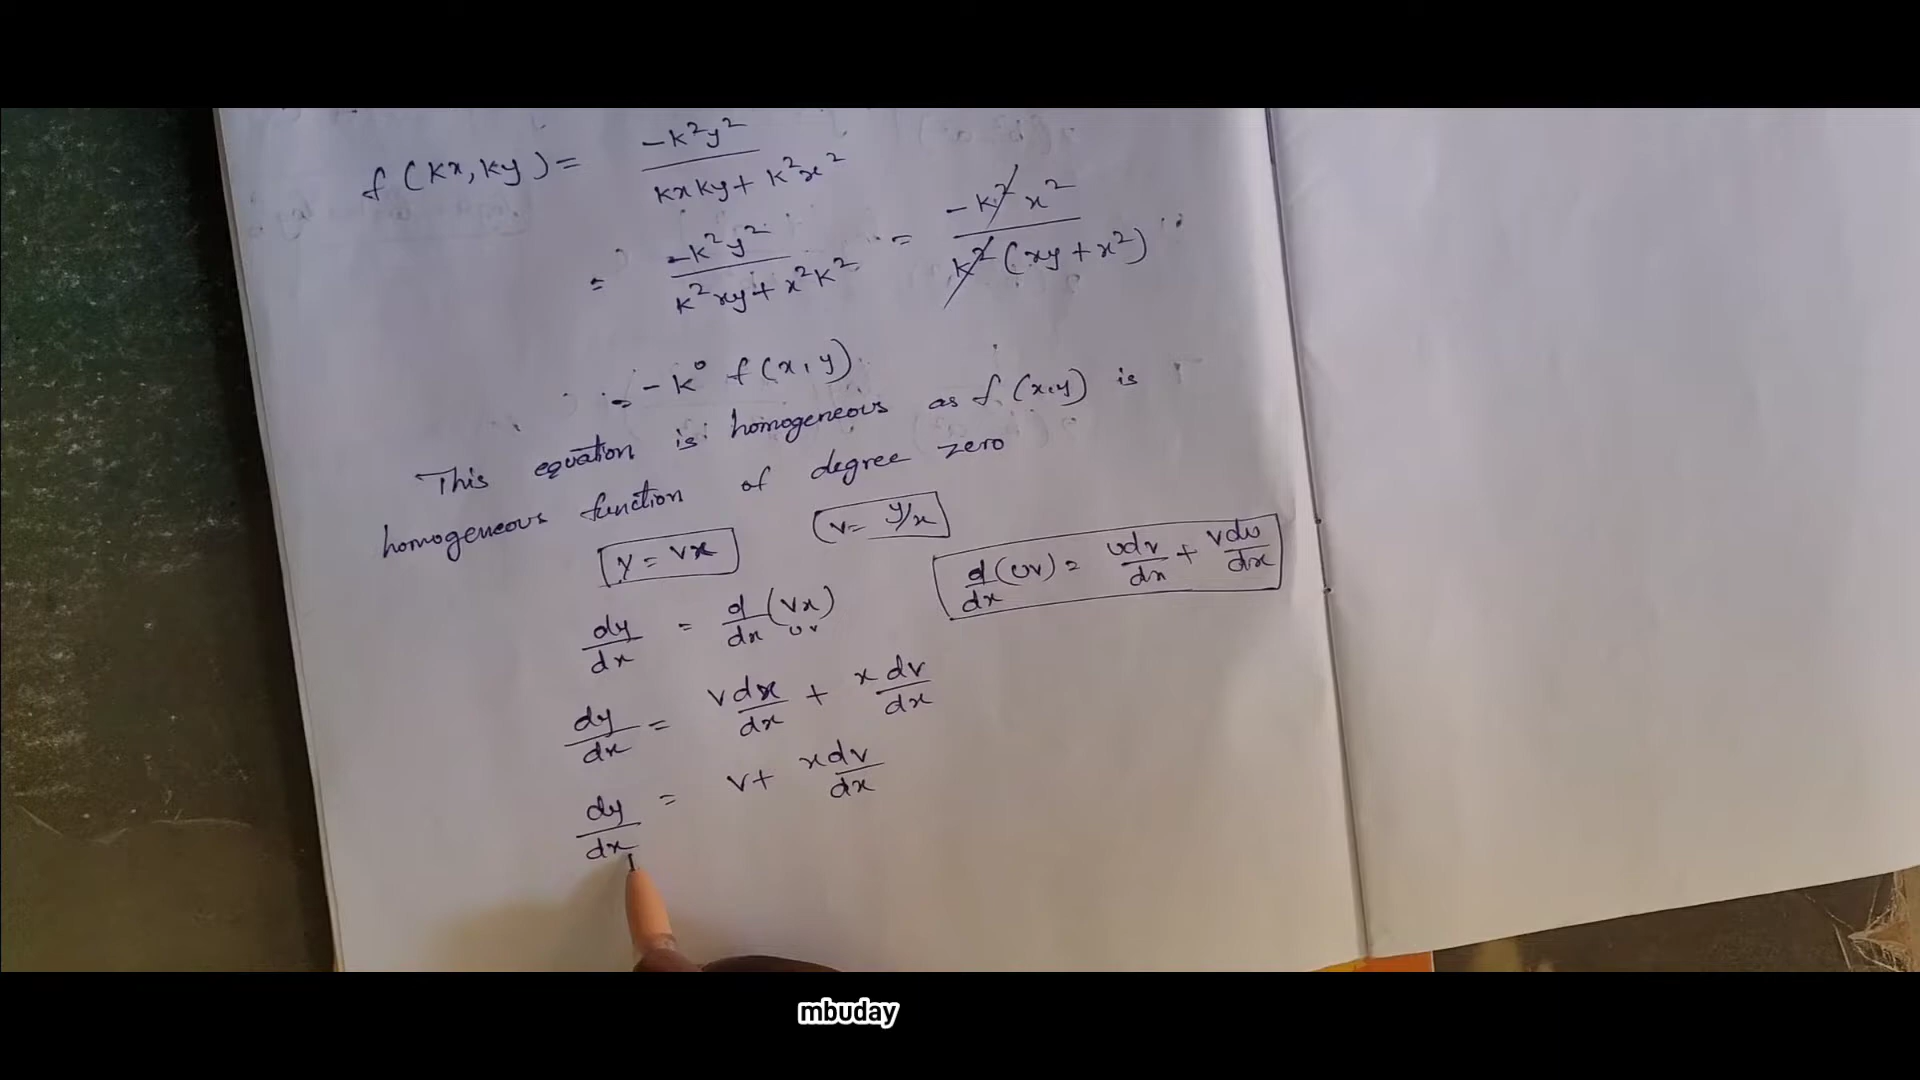 f(kx, ky) = -k²y² / kxky + k²x²
= -k²y² / k²xy + x²k² = -k²x² / k²(xy + x²)
= -k⁰ f(x, y)
This equation is homogeneous as f(x,y) is
homogeneous function of degree zero
y = vx v = y/x
dy/dx = d/dx (vx) d/dx (uv) = udv/dx + vdu/dx
u v
dy/dx = vdx/dx + xdv/dx
dy/dx = v + xdv/dx
mbuday